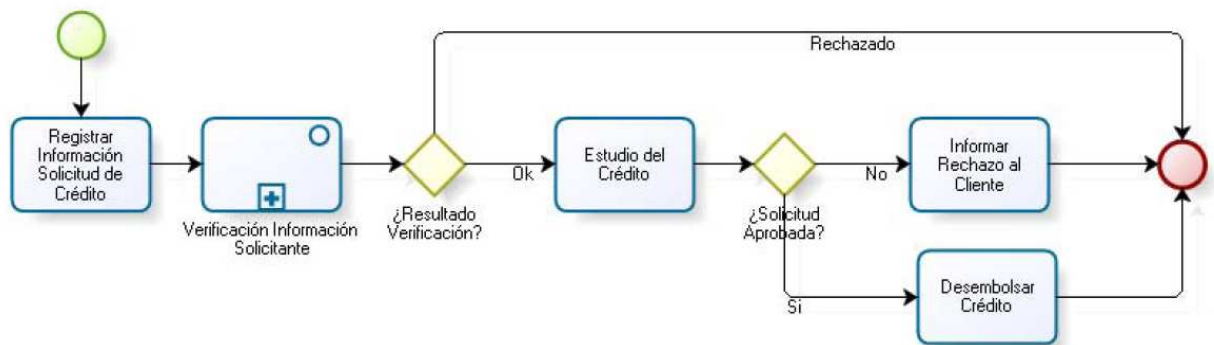 Rechazado
Registrar
Información
Solicitud de
Crédito
Verificación Información
Solicitante
¿Resultado
Verificación?
Ok
Estudio del
Crédito
¿Solicitud
Aprobada?
No
Informar
Rechazo al
Cliente
Si
Desembolsar
Crédito